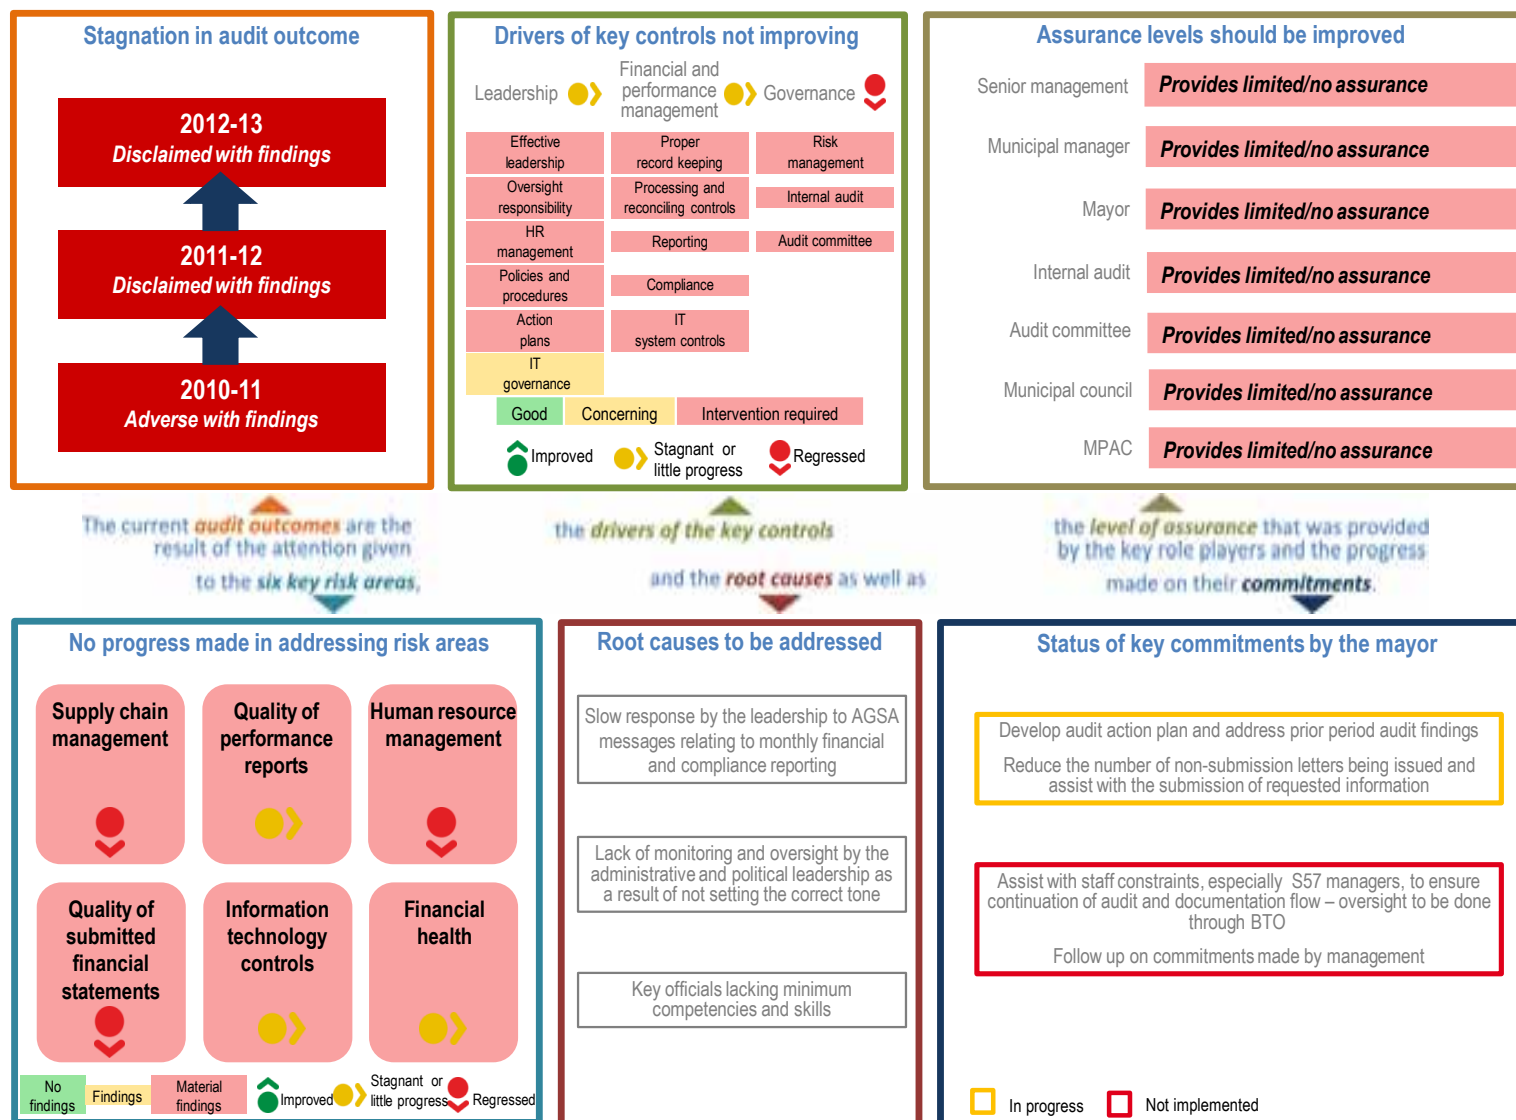 Stagnation in audit outcome
2012-13
Disclaimed with findings
2011-12
Disclaimed with findings
2010-11
Adverse with findings
Drivers of key controls not improving
Leadership
Financial and
performance
management
Governance
Effective
leadership
Proper
record keeping
Risk
management
Oversight
responsibility
Processing and
reconciling controls
Internal audit
HR
management
Reporting
Audit committee
Policies and
procedures
Compliance
Action
plans
IT
system controls
IT
governance
Good
Concerning
Intervention required
Improved
Stagnant or
little progress
Regressed
Assurance levels should be improved
Senior management
Provides limited/no assurance
Municipal manager
Provides limited/no assurance
Mayor
Provides limited/no assurance
Internal audit
Provides limited/no assurance
Audit committee
Provides limited/no assurance
Municipal council
Provides limited/no assurance
MPAC
Provides limited/no assurance
The current audit outcomes are the
result of the attention given
to the six key risk areas,
the drivers of the key controls
and the root causes as well as
the level of assurance that was provided
by the key role players and the progress
made on their commitments.
No progress made in addressing risk areas
Supply chain
management
Quality of
performance
reports
Human resource
management
Quality of
submitted
financial
statements
Information
technology
controls
Financial
health
No
findings
Findings
Material
findings
Improved
Stagnant or
little progress
Regressed
Root causes to be addressed
Slow response by the leadership to AGSA
messages relating to monthly financial
and compliance reporting
Lack of monitoring and oversight by the
administrative and political leadership as
a result of not setting the correct tone
Key officials lacking minimum
competencies and skills
Status of key commitments by the mayor
Develop audit action plan and address prior period audit findings
Reduce the number of non-submission letters being issued and
assist with the submission of requested information
Assist with staff constraints, especially S57 managers, to ensure
continuation of audit and documentation flow – oversight to be done
through BTO
Follow up on commitments made by management
In progress
Not implemented